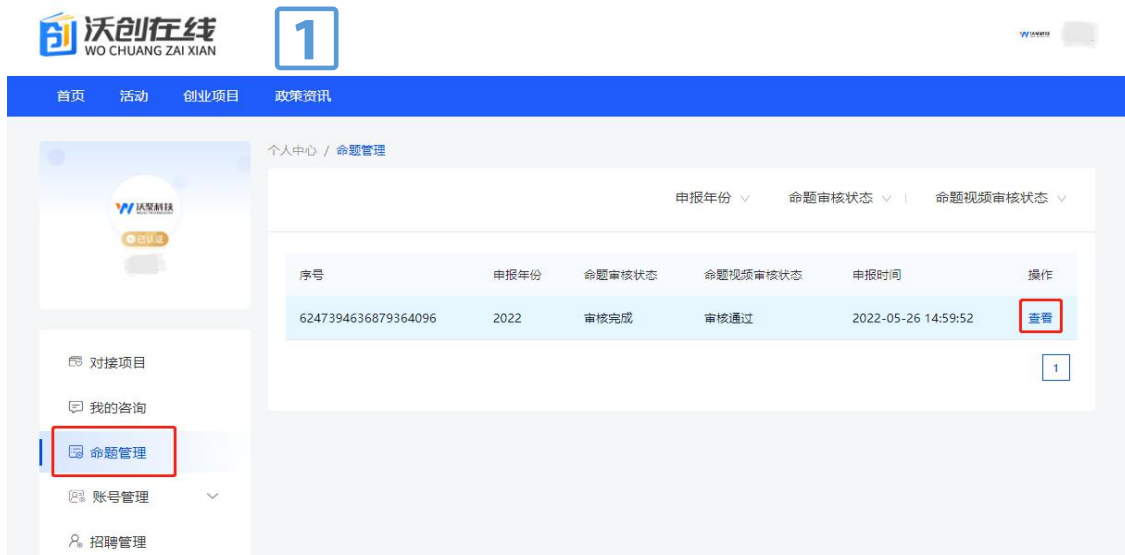 创 沃创在线
WO CHUANG ZAI XIAN
1
首页 活动 创业项目 政策资讯
个人中心 / 命题管理
申报年份 命题审核状态 命题视频审核状态
沃聚科技
已认证
序号 申报年份 命题审核状态 命题视频审核状态 申报时间 操作
6247394636879364096 2022 审核完成 审核通过 2022-05-26 14:59:52 查看
1
对接项目
我的咨询
命题管理
账号管理
招聘管理